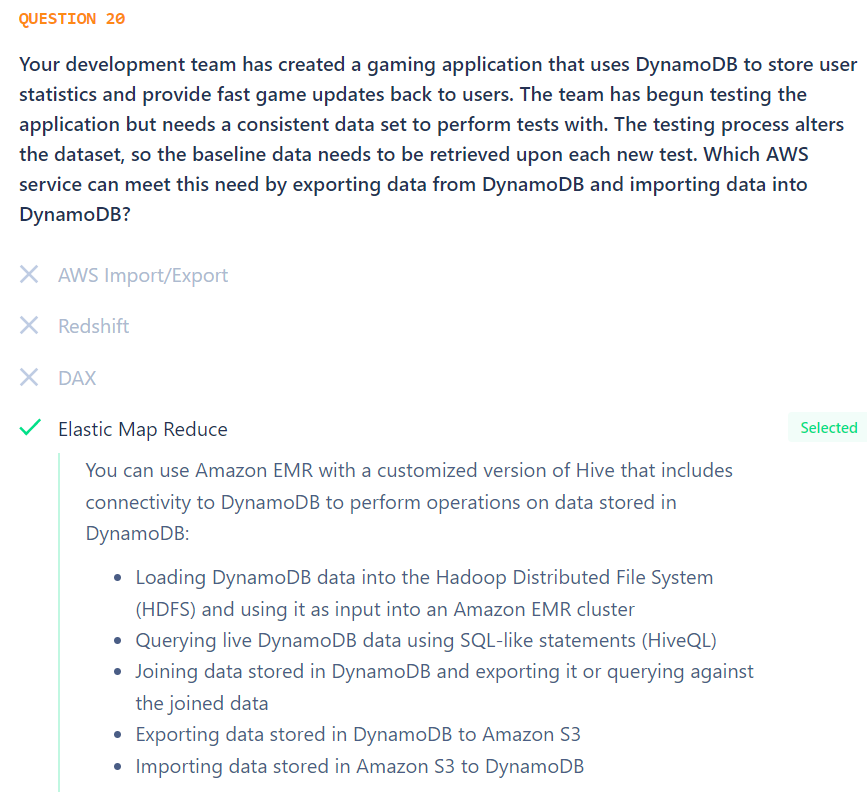 QUESTION 20
Your development team has created a gaming application that uses DynamoDB to store user
statistics and provide fast game updates back to users. The team has begun testing the
application but needs a consistent data set to perform tests with. The testing process alters
the dataset, so the baseline data needs to be retrieved upon each new test. Which AWS
service can meet this need by exporting data from DynamoDB and importing data into
DynamoDB?
AWS Import/Export
Redshift
DAX
Elastic Map Reduce
Selected
You can use Amazon EMR with a customized version of Hive that includes
connectivity to DynamoDB to perform operations on data stored in
DynamoDB:
• Loading DynamoDB data into the Hadoop Distributed File System
(HDFS) and using it as input into an Amazon EMR cluster
• Querying live DynamoDB data using SQL-like statements (HiveQL)
• Joining data stored in DynamoDB and exporting it or querying against
the joined data
• Exporting data stored in DynamoDB to Amazon S3
• Importing data stored in Amazon S3 to DynamoDB